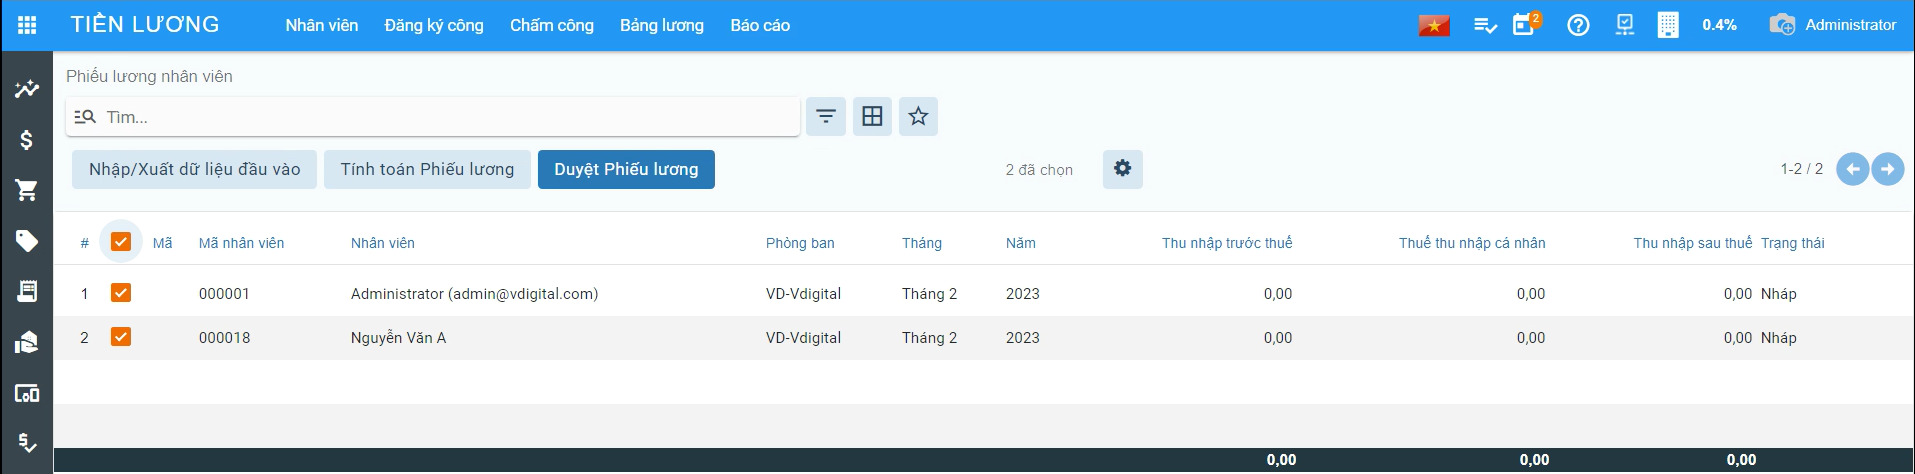 TIỀN LƯƠNG Nhân viên Đăng ký công Chấm công Bảng lương Báo cáo 2 0.4% Administrator
Phiếu lương nhân viên
Tìm...
Nhập/Xuất dữ liệu đầu vào Tính toán Phiếu lương Duyệt Phiếu lương 2 đã chọn 1-2 / 2
# Mã Mã nhân viên Nhân viên Phòng ban Tháng Năm Thu nhập trước thuế Thuế thu nhập cá nhân Thu nhập sau thuế Trạng thái
1 000001 Administrator (admin@vdigital.com) VD-Vdigital Tháng 2 2023 0,00 0,00 0,00 Nháp
2 000018 Nguyễn Văn A VD-Vdigital Tháng 2 2023 0,00 0,00 0,00 Nháp
0,00 0,00 0,00